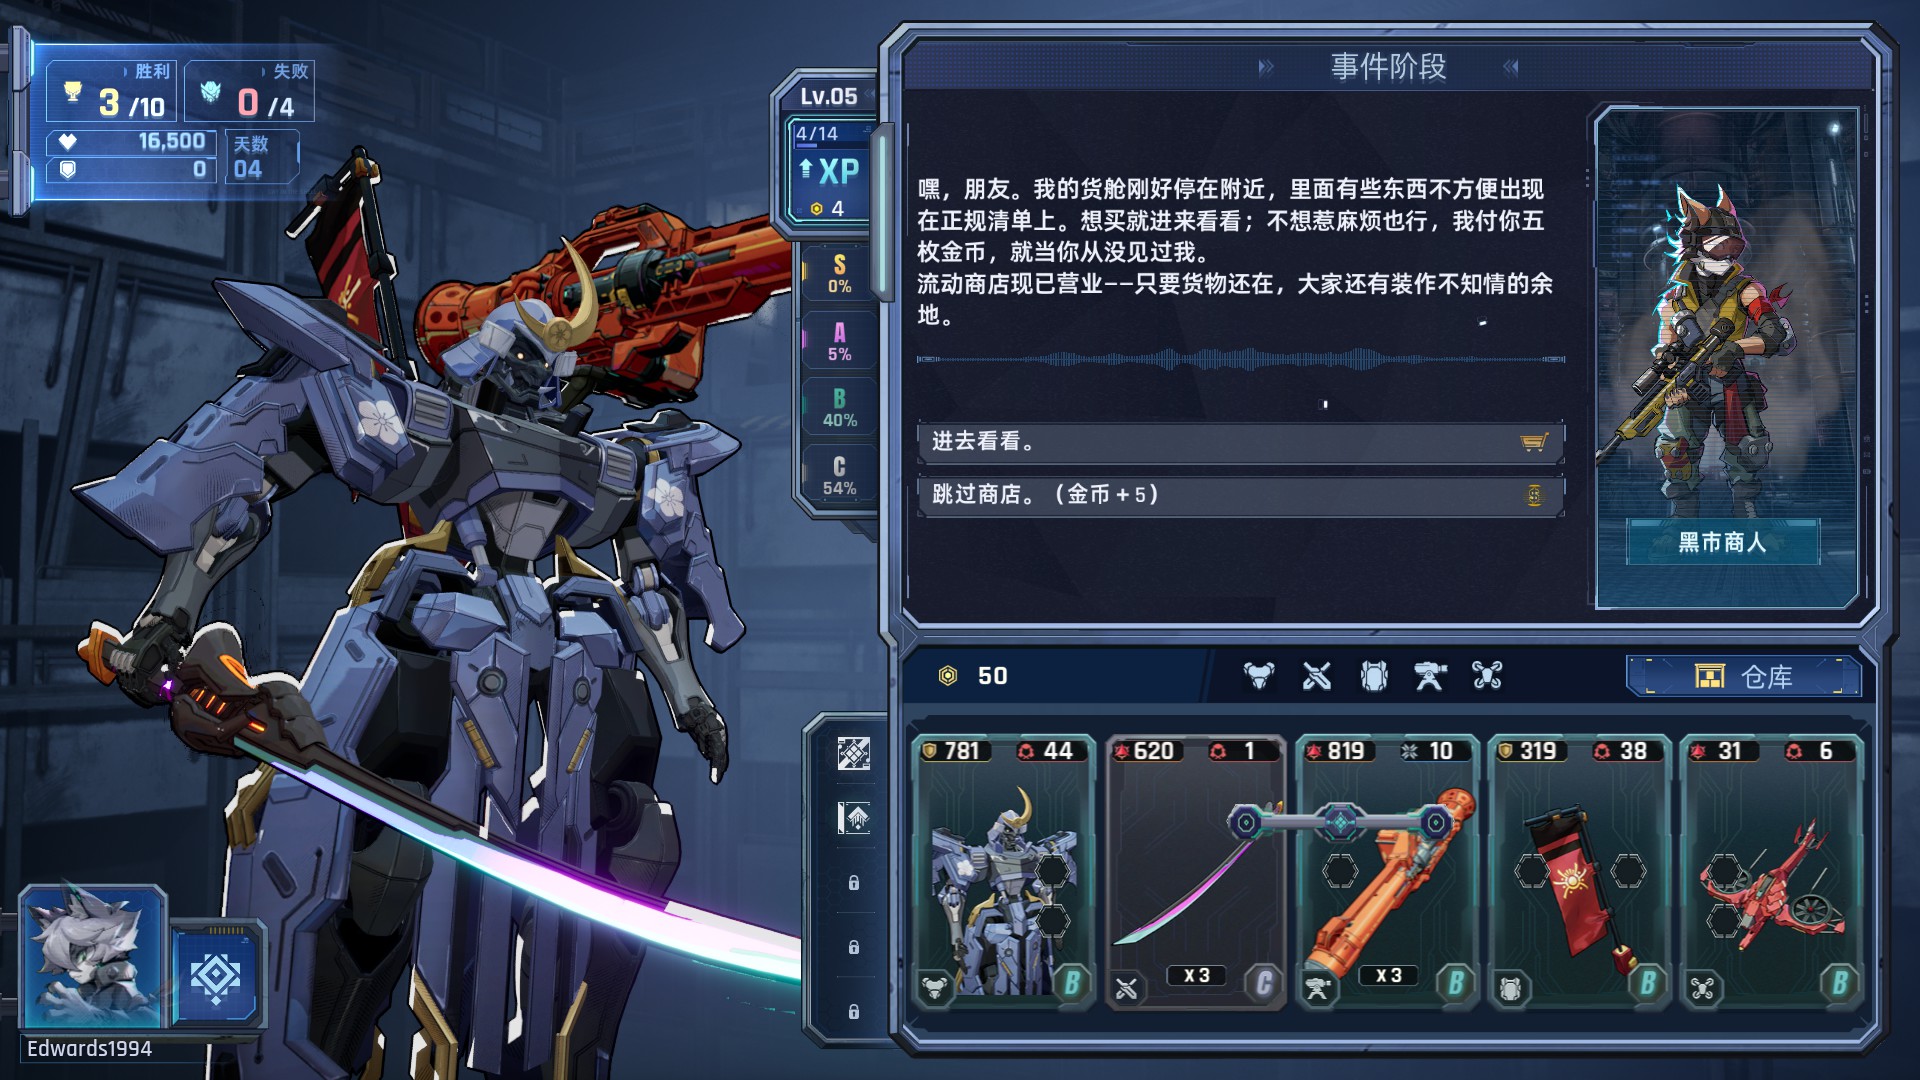 胜利
3/10
失败
0/4
16,500
0
天数
04
Lv.05
4/14
XP
4
S
0%
A
5%
B
40%
C
54%
事件阶段
嘿，朋友。我的货舱刚好停在附近，里面有些东西不方便出现
在正规清单上。想买就进来看看；不想惹麻烦也行，我付你五
枚金币，就当你从没见过我。
流动商店现已营业——只要货物还在，大家还有装作不知情的余
地。
进去看看。
跳过商店。（金币+5）
黑市商人
50
仓库
781 44
620 1
819 10
319 38
31 6
B
x3 C
x3 B
B
B
Edwards1994